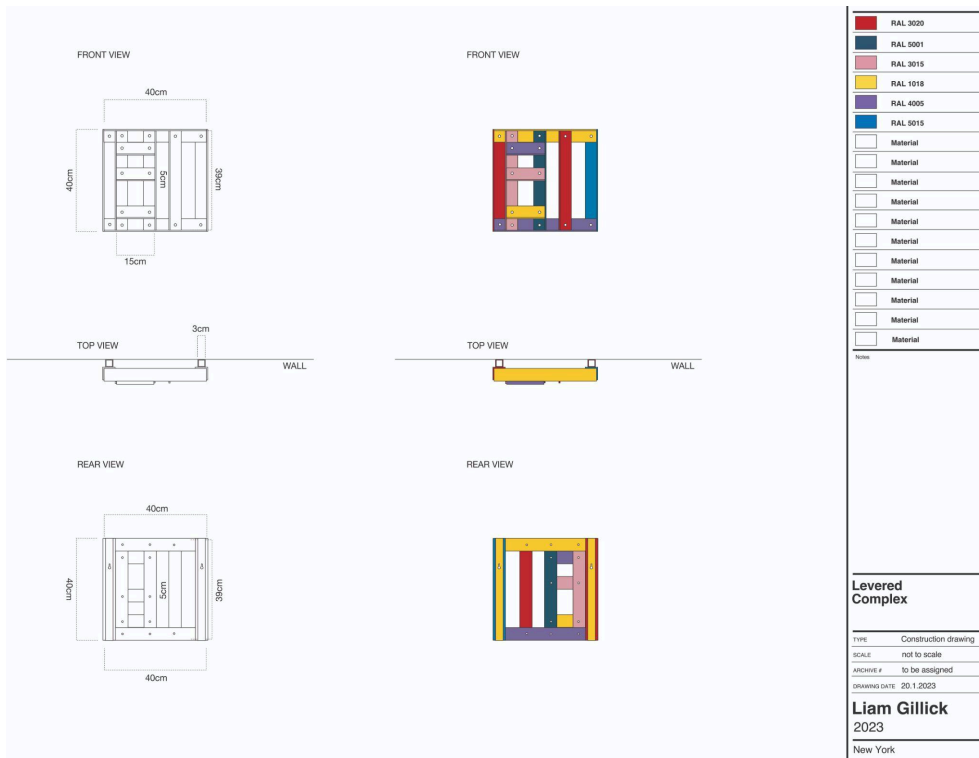 FRONT VIEW
40cm
40cm
5cm
39cm
15cm
TOP VIEW
3cm
WALL
REAR VIEW
40cm
40cm
5cm
39cm
40cm
FRONT VIEW
TOP VIEW
WALL
REAR VIEW
RAL 3020
RAL 5001
RAL 3015
RAL 1018
RAL 4005
RAL 5015
Material
Material
Material
Material
Material
Material
Material
Material
Material
Material
Material
Notes
Levered
Complex
TYPE Construction drawing
SCALE not to scale
ARCHIVE # to be assigned
DRAWING DATE 20.1.2023
Liam Gillick
2023
New York